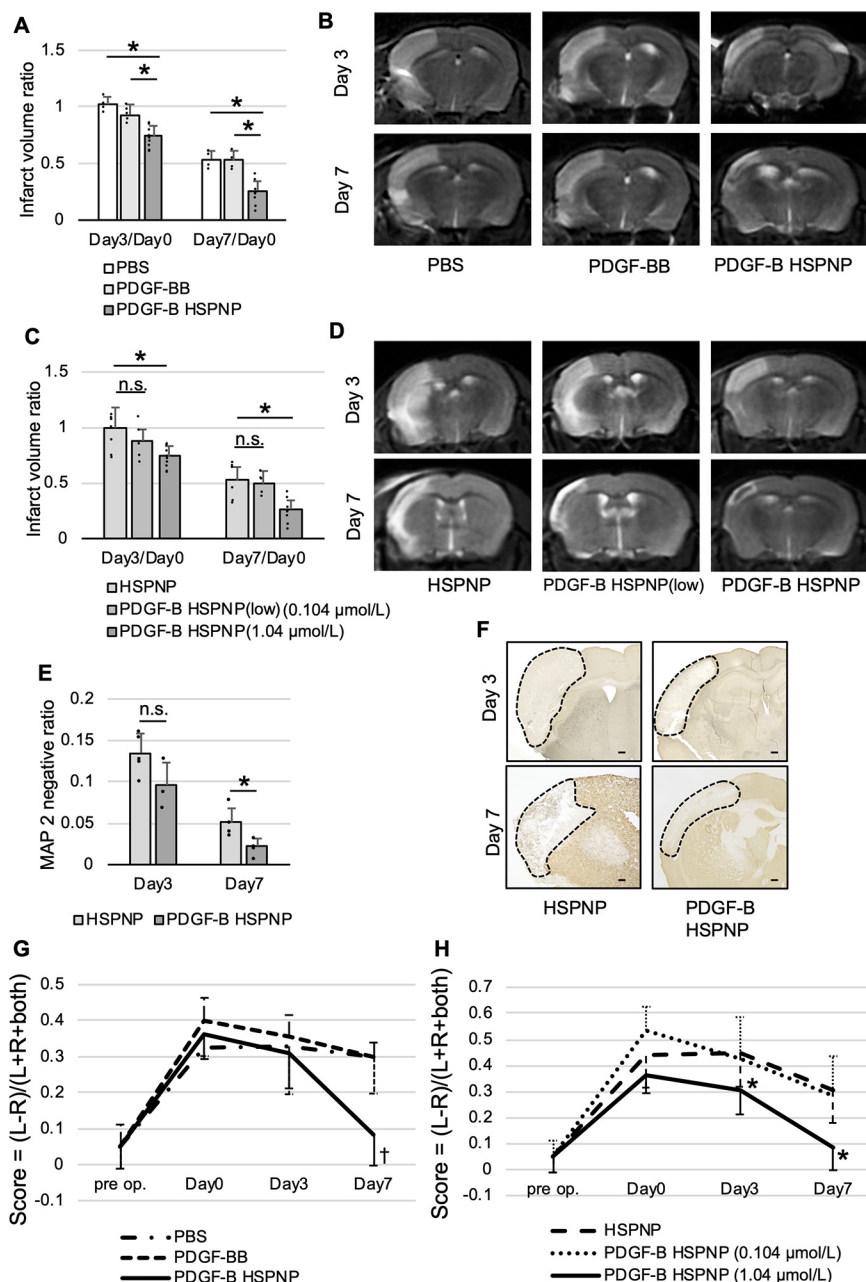 A
Infarct volume ratio
1.5
1
0.5
0
*
*
*
*
Day3/Day0
Day7/Day0
PBS
PDGF-BB
PDGF-B HSPNP
B
Day 3
Day 7
PBS
PDGF-BB
PDGF-B HSPNP
C
Infarct volume ratio
1.5
1
0.5
0
*
n.s.
*
n.s.
Day3/Day0
Day7/Day0
HSPNP
PDGF-B HSPNP(low) (0.104 μmol/L)
PDGF-B HSPNP(1.04 μmol/L)
D
Day 3
Day 7
HSPNP
PDGF-B HSPNP(low)
PDGF-B HSPNP
E
MAP 2 negative ratio
0.2
0.15
0.1
0.05
0
n.s.
*
Day3
Day7
HSPNP
PDGF-B HSPNP
F
Day 3
Day 7
HSPNP
PDGF-B
HSPNP
G
Score = (L-R)/(L+R+both)
0.5
0.4
0.3
0.2
0.1
0
-0.1
†
pre op.
Day0
Day3
Day7
PBS
PDGF-BB
PDGF-B HSPNP
H
Score = (L-R)/(L+R+both)
0.7
0.6
0.5
0.4
0.3
0.2
0.1
0
-0.1
*
*
pre op.
Day0
Day3
Day7
HSPNP
PDGF-B HSPNP (0.104 μmol/L)
PDGF-B HSPNP (1.04 μmol/L)